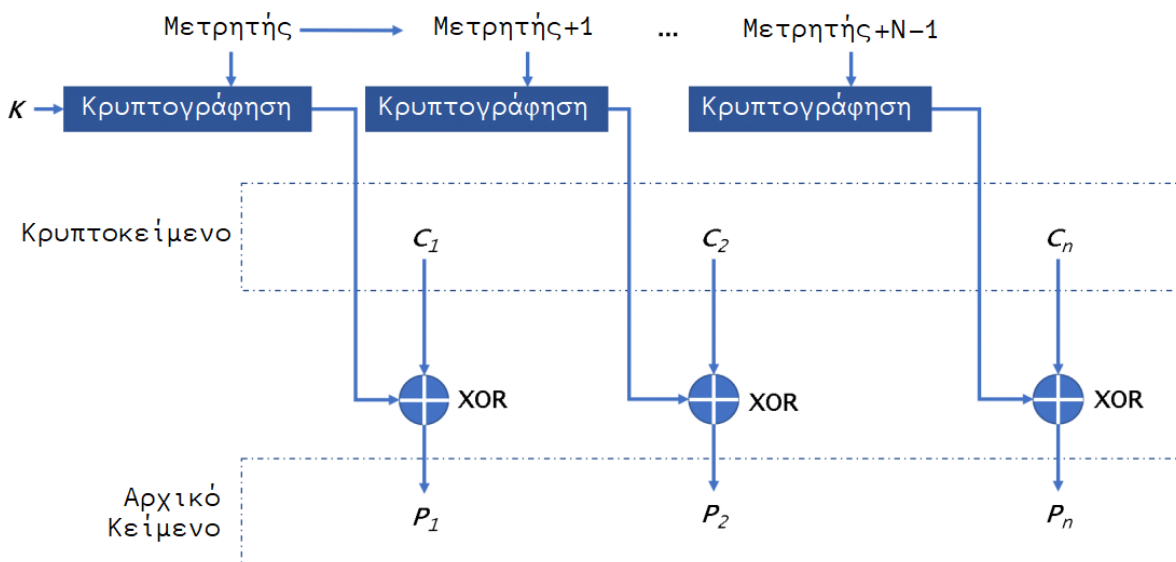 Μετρητής Μετρητής+1 ... Μετρητής+N-1
K Κρυπτογράφηση Κρυπτογράφηση Κρυπτογράφηση
Κρυπτοκείμενο C₁ C₂ Cₙ
XOR XOR XOR
Αρχικό
Κείμενο P₁ P₂ Pₙ